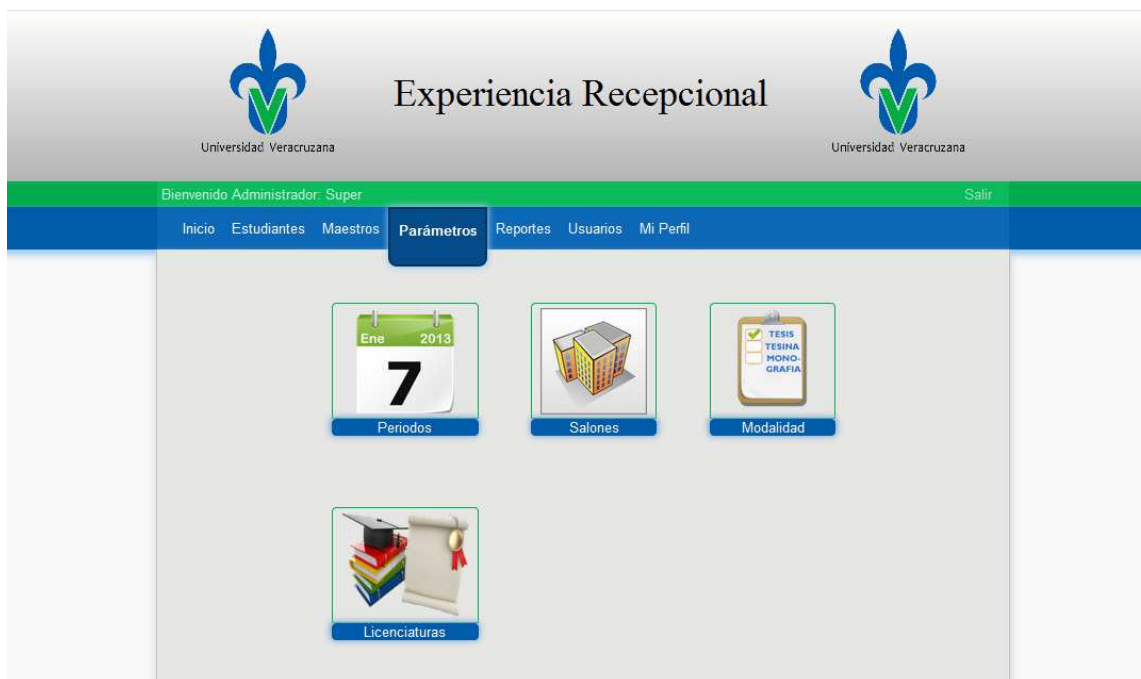 Experiencia Recepcional
Universidad Veracruzana
Universidad Veracruzana
Bienvenido Administrador: Super
Salir
Inicio Estudiantes Maestros Parámetros Reportes Usuarios Mi Perfil
Ene 2013
7
Periodos
Salones
TESIS
TESINA
MONO-
GRAFIA
Modalidad
Licenciaturas